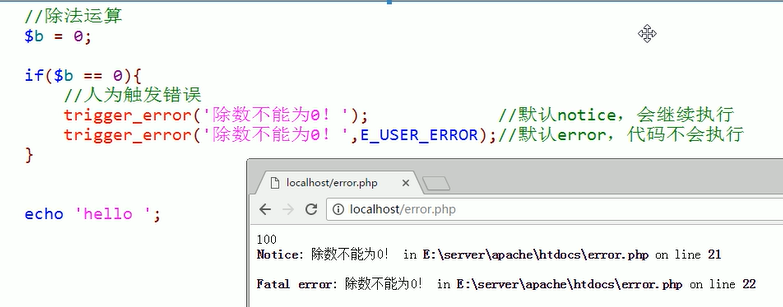 //除法运算
$b = 0;
if($b == 0){
//人为触发错误
trigger_error('除数不能为0！'); //默认notice，会继续执行
trigger_error('除数不能为0！',E_USER_ERROR);//默认error，代码不会执行
}
echo 'hello ';
localhost/error.php
localhost/error.php
100
Notice: 除数不能为0！ in E:\server\apache\htdocs\error.php on line 21
Fatal error: 除数不能为0！ in E:\server\apache\htdocs\error.php on line 22